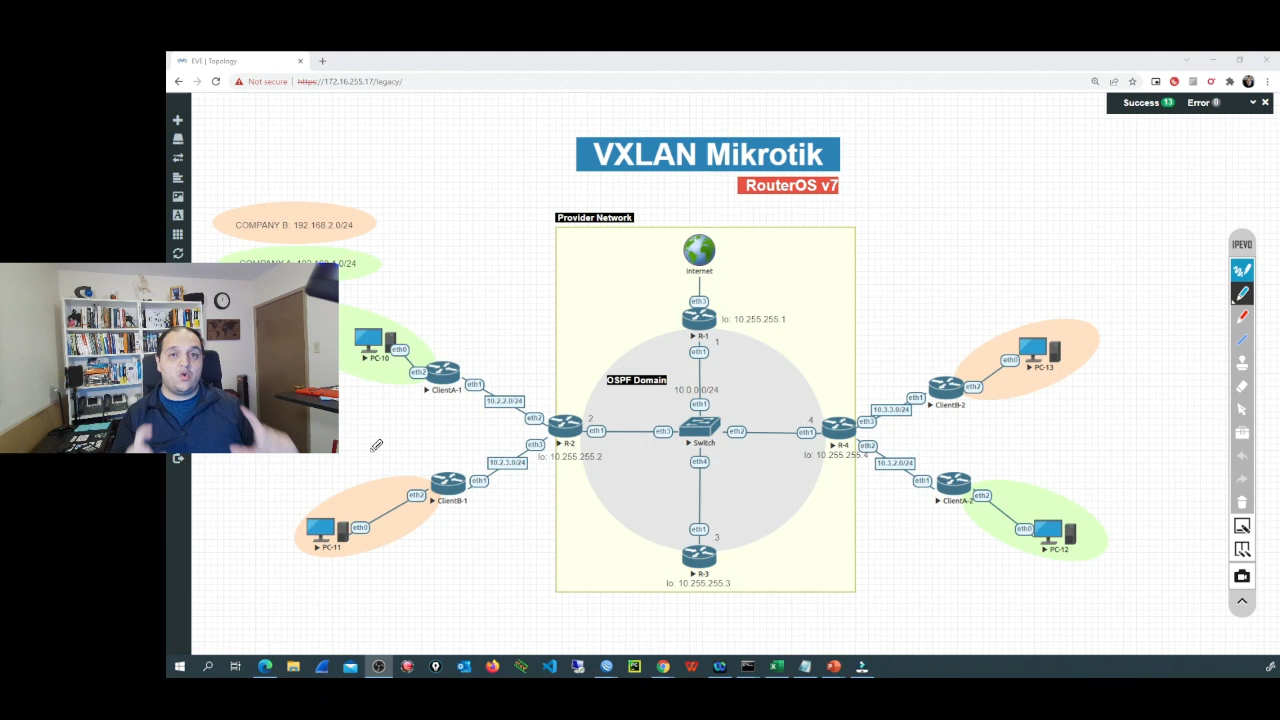 EVE | Topology
Not secure
https://172.16.255.17/legacy/
Success 13 Error 0
VXLAN Mikrotik
RouterOS v7
Provider Network
COMPANY B: 192.168.2.0/24
Internet
eth3
lo: 10.255.255.1
R-1
1
eth1
OSPF Domain
10.0.0.0/24
eth1
PC-10
eth0
eth2
ClientA-1
eth1
10.2.2.0/24
eth2
2
R-2
eth1
eth3
Switch
eth2
eth4
eth1
4
R-4
lo: 10.255.255.2
lo: 10.255.255.4
eth3
10.2.3.0/24
eth1
ClientB-1
eth2
eth0
PC-11
eth3
10.3.3.0/24
eth1
ClientB-2
eth2
eth0
PC-13
eth2
10.3.2.0/24
eth1
ClientA-2
eth2
eth0
PC-12
eth1
3
R-3
lo: 10.255.255.3
IPEVO